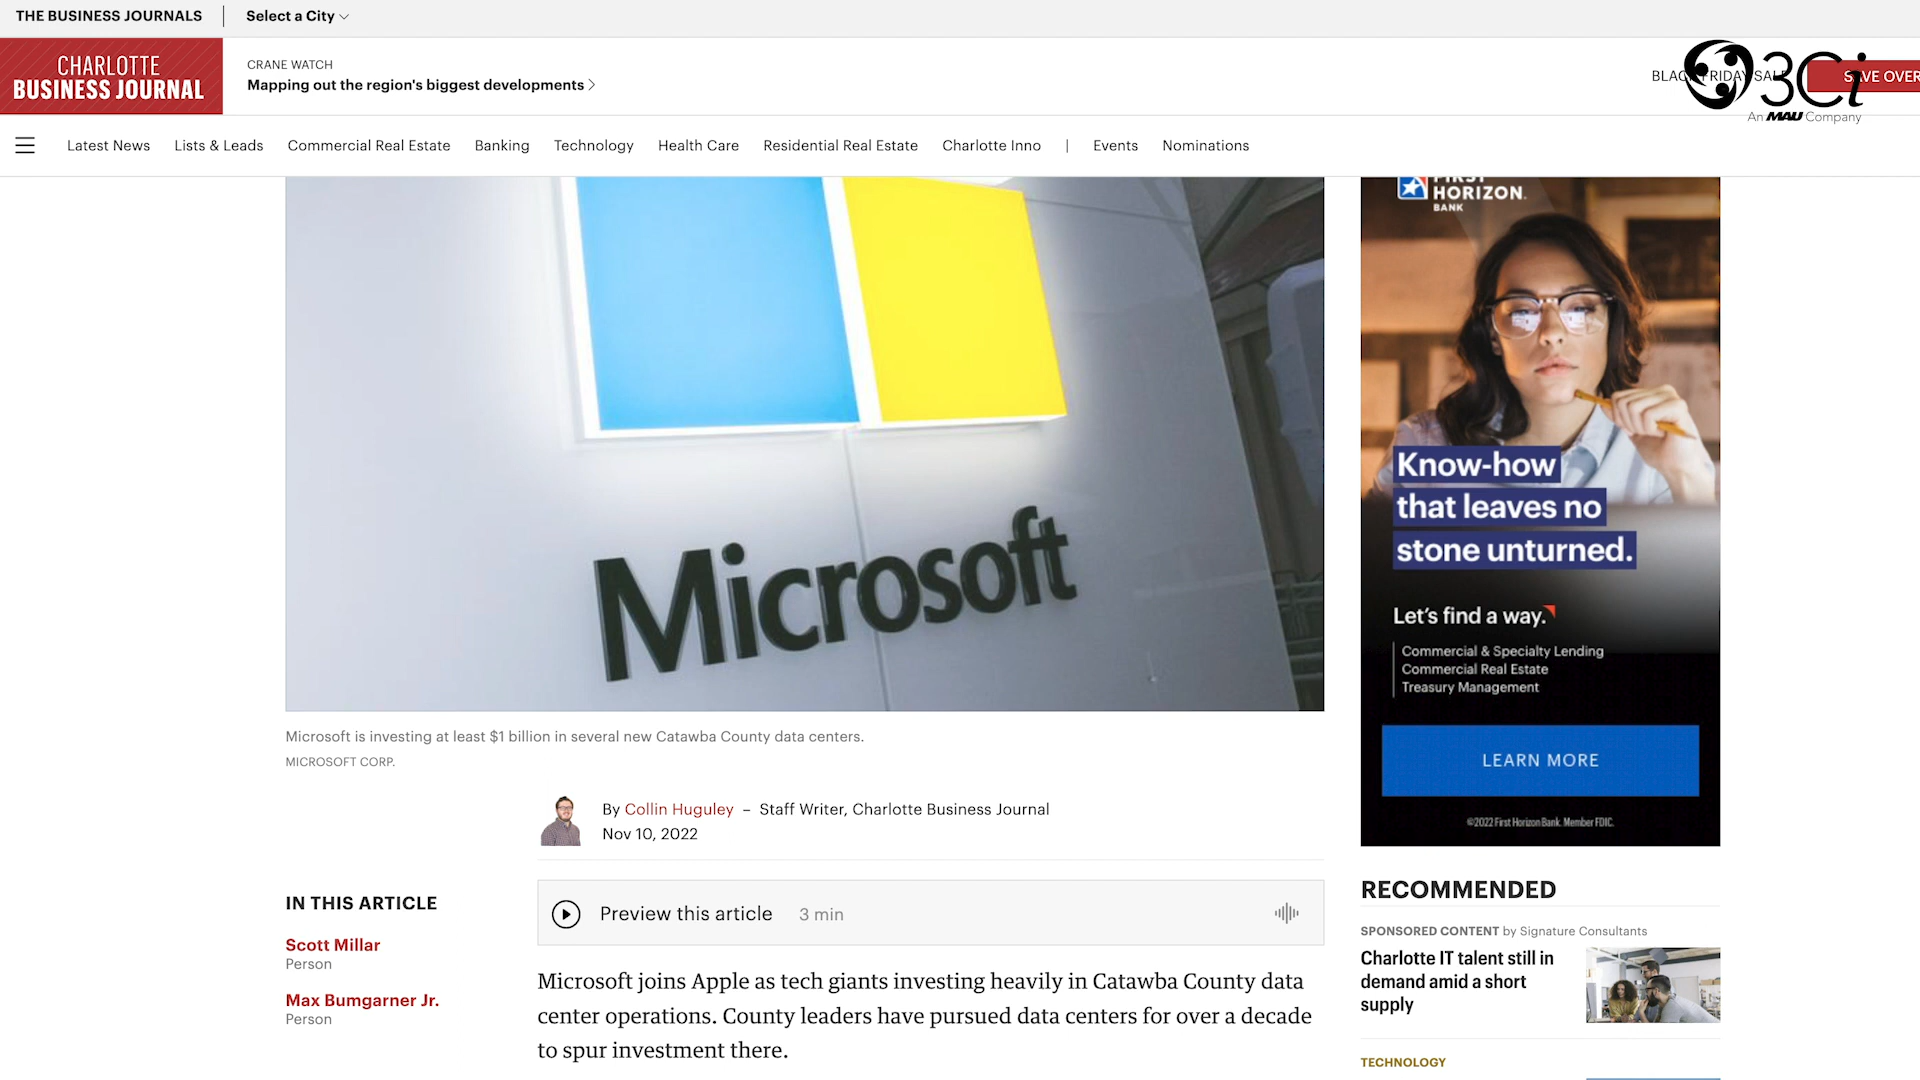 THE BUSINESS JOURNALS
Select a City
CHARLOTTE
BUSINESS JOURNAL
CRANE WATCH
Mapping out the region's biggest developments
3Ci
An MAU Company
Latest News
Lists & Leads
Commercial Real Estate
Banking
Technology
Health Care
Residential Real Estate
Charlotte Inno
|
Events
Nominations
Microsoft
Microsoft is investing at least $1 billion in several new Catawba County data centers.
MICROSOFT CORP.
By Collin Huguley – Staff Writer, Charlotte Business Journal
Nov 10, 2022
IN THIS ARTICLE
Scott Millar
Person
Max Bumgarner Jr.
Person
Preview this article 3 min
Microsoft joins Apple as tech giants investing heavily in Catawba County data
center operations. County leaders have pursued data centers for over a decade
to spur investment there.
HORIZON.
BANK
Know-how
that leaves no
stone unturned.
Let's find a way.
Commercial & Specialty Lending
Commercial Real Estate
Treasury Management
LEARN MORE
©2022 First Horizon Bank. Member FDIC.
RECOMMENDED
SPONSORED CONTENT by Signature Consultants
Charlotte IT talent still in
demand amid a short
supply
TECHNOLOGY